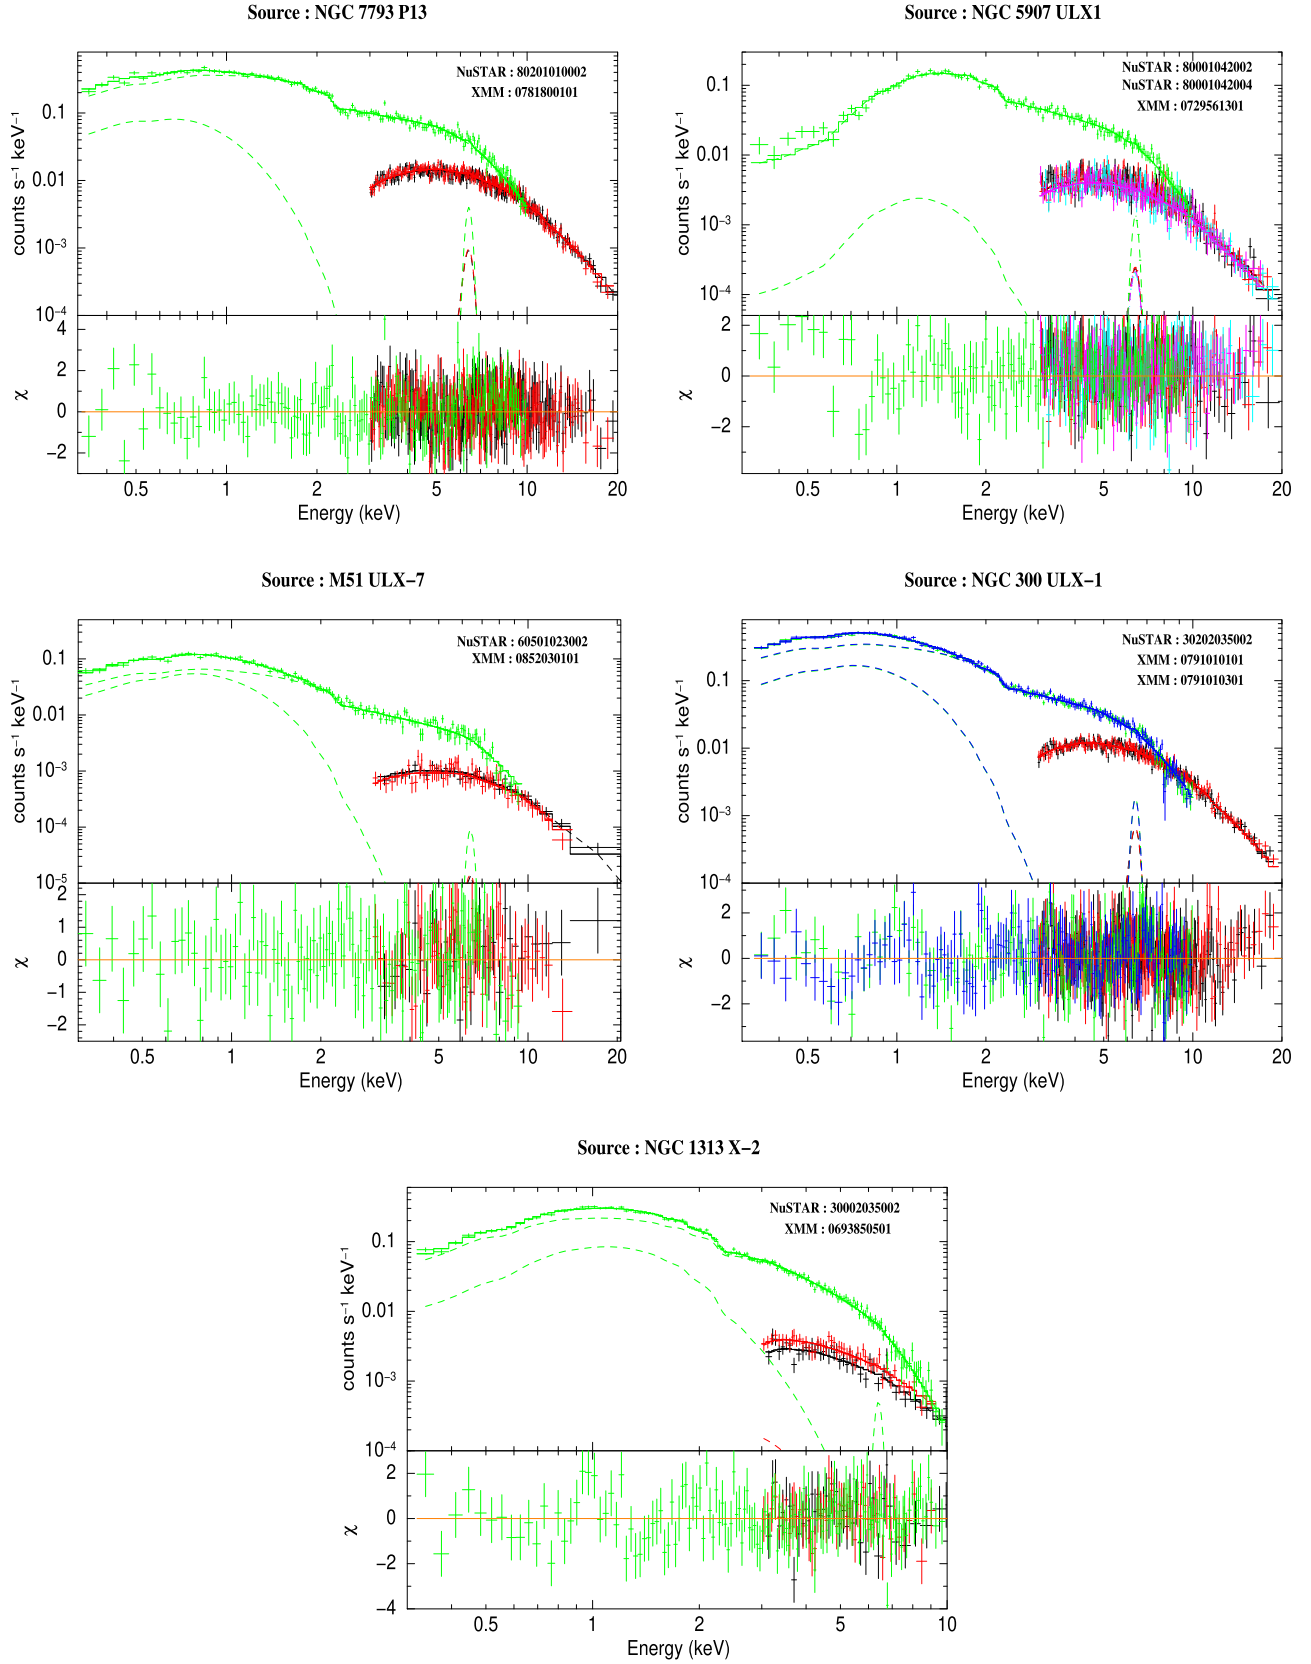 Source : NGC 7793 P13
NuSTAR : 80201010002
XMM : 0781800101
counts s⁻¹ keV⁻¹
0.1
0.01
10⁻³
10⁻⁴
χ
4
2
0
−2
0.5 1 2 5 10 20
Energy (keV)
Source : NGC 5907 ULX1
NuSTAR : 80001042002
NuSTAR : 80001042004
XMM : 0729561301
counts s⁻¹ keV⁻¹
0.1
0.01
10⁻³
10⁻⁴
χ
2
0
−2
0.5 1 2 5 10 20
Energy (keV)
Source : M51 ULX−7
NuSTAR : 60501023002
XMM : 0852030101
counts s⁻¹ keV⁻¹
0.1
0.01
10⁻³
10⁻⁴
10⁻⁵
χ
2
1
0
−1
−2
0.5 1 2 5 10 20
Energy (keV)
Source : NGC 300 ULX−1
NuSTAR : 30202035002
XMM : 0791010101
XMM : 0791010301
counts s⁻¹ keV⁻¹
0.1
0.01
10⁻³
10⁻⁴
χ
2
0
−2
0.5 1 2 5 10 20
Energy (keV)
Source : NGC 1313 X−2
NuSTAR : 30002035002
XMM : 0693850501
counts s⁻¹ keV⁻¹
0.1
0.01
10⁻³
10⁻⁴
χ
2
0
−2
−4
0.5 1 2 5 10
Energy (keV)